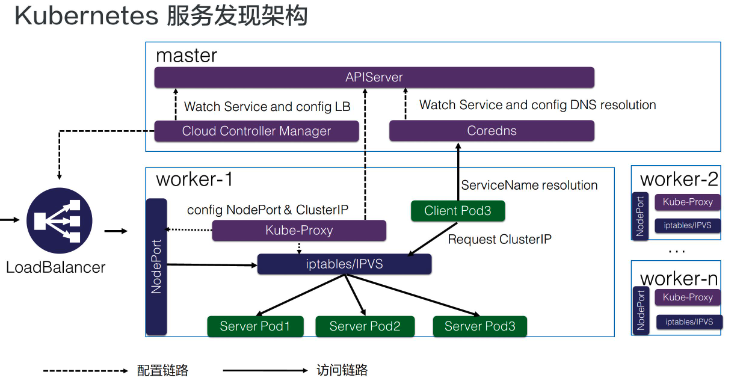 Kubernetes 服务发现架构
master
APIServer
Watch Service and config LB
Watch Service and config DNS resolution
Cloud Controller Manager
Coredns
worker-1
ServiceName resolution
config NodePort & ClusterIP
Client Pod3
Kube-Proxy
Request ClusterIP
NodePort
iptables/IPVS
Server Pod1
Server Pod2
Server Pod3
LoadBalancer
worker-2
NodePort
Kube-Proxy
iptables/IPVS
...
worker-n
NodePort
Kube-Proxy
iptables/IPVS
配置链路
访问链路